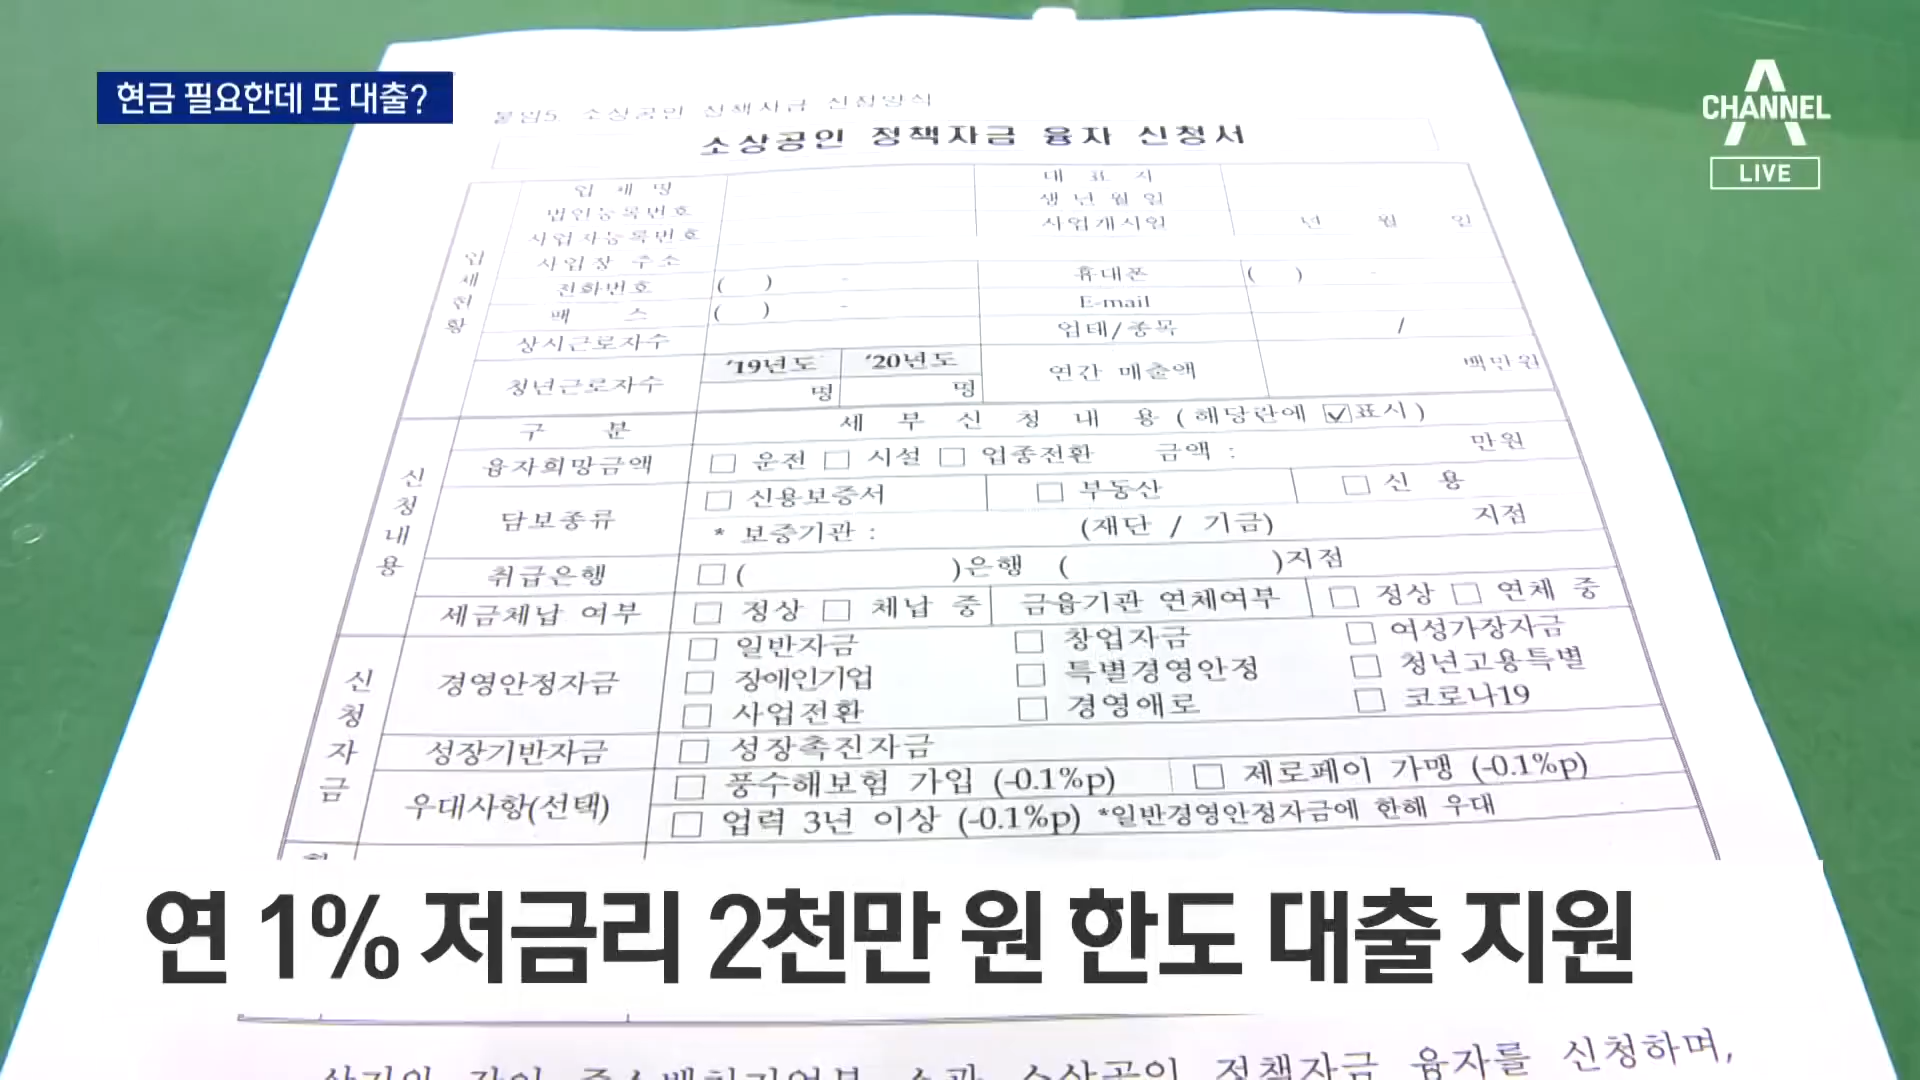 현금 필요한데 또 대출?
CHANNEL A
LIVE
붙임5 소상공인 정책자금 신청양식
소상공인 정책자금 융자 신청서
업체현황
업 체 명 대 표 자
법인등록번호 생년월일
사업자등록번호 사업개시일 년 월 일
사업장 주소
전화번호 ( ) - 휴대폰 ( ) -
팩 스 ( ) - E-mail
상시근로자수 업태/종목 /
청년근로자수 '19년도 '20년도 연간 매출액 백만원
명 명
신청내용
구 분 세 부 신 청 내 용 (해당란에 ☑표시)
융자희망금액 □ 운전 □ 시설 □ 업종전환 금액 : 만원
담보종류 □ 신용보증서 □ 부동산 □ 신 용
* 보증기관 : (재단 / 기금) 지점
취급은행 □ ( )은행 ( )지점
세금체납 여부 □ 정상 □ 체납 중 금융기관 연체여부 □ 정상 □ 연체 중
신청자금
경영안정자금 □ 일반자금 □ 창업자금 □ 여성가장자금
□ 장애인기업 □ 특별경영안정 □ 청년고용특별
□ 사업전환 □ 경영애로 □ 코로나19
성장기반자금 □ 성장촉진자금
우대사항(선택) □ 풍수해보험 가입 (-0.1%p) □ 제로페이 가맹 (-0.1%p)
□ 업력 3년 이상 (-0.1%p) *일반경영안정자금에 한해 우대
연 1% 저금리 2천만 원 한도 대출 지원
소관 소상공인 정책자금 융자를 신청하며,